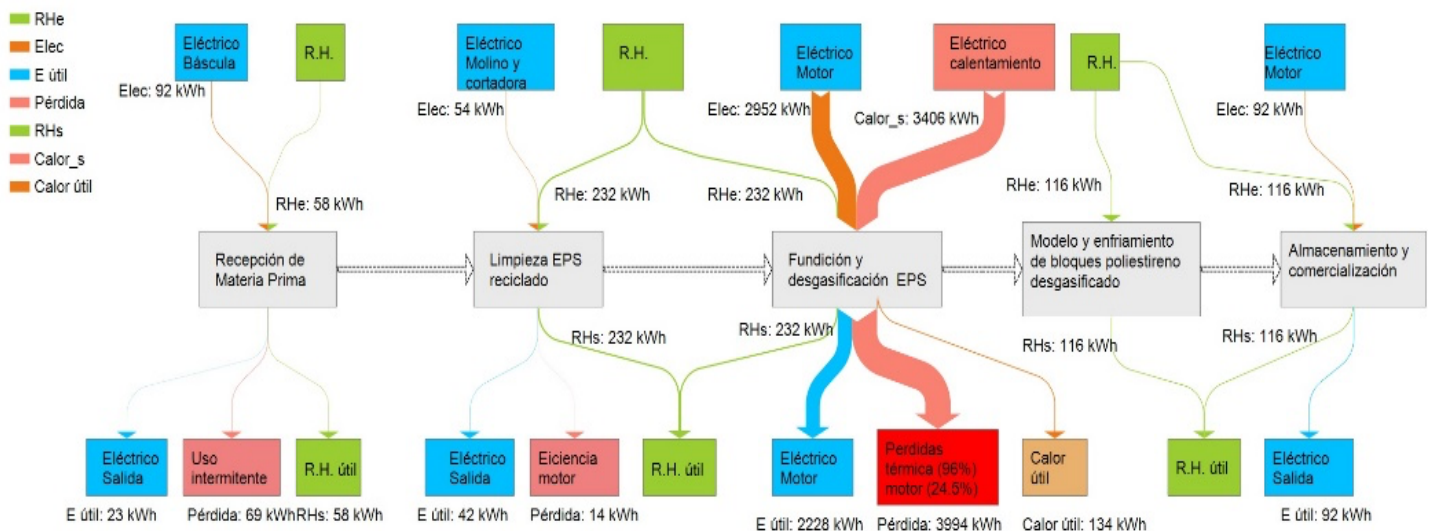 RHe
Elec
E útil
Pérdida
RHs
Calor_s
Calor útil
Eléctrico
Báscula
R.H.
Eléctrico
Molino y
cortadora
R.H.
Eléctrico
Motor
Eléctrico
calentamiento
R.H.
Eléctrico
Motor
Elec: 92 kWh
Elec: 54 kWh
Elec: 2952 kWh
Calor_s: 3406 kWh
Elec: 92 kWh
RHe: 58 kWh
RHe: 232 kWh
RHe: 232 kWh
RHe: 116 kWh
RHe: 116 kWh
Recepción de
Materia Prima
Limpieza EPS
reciclado
Fundición y
desgasificación EPS
Modelo y enfriamiento
de bloques poliestireno
desgasificado
Almacenamiento y
comercialización
RHs: 232 kWh
RHs: 232 kWh
RHs: 116 kWh
RHs: 116 kWh
Eléctrico
Salida
Uso
intermitente
R.H. útil
Eléctrico
Salida
Eiciencia
motor
R.H. útil
Eléctrico
Motor
Perdidas
térmica (96%)
motor (24.5%)
Calor
útil
R.H. útil
Eléctrico
Salida
E útil: 23 kWh
Pérdida: 69 kWh
RHs: 58 kWh
E útil: 42 kWh
Pérdida: 14 kWh
E útil: 2228 kWh
Pérdida: 3994 kWh
Calor útil: 134 kWh
E útil: 92 kWh